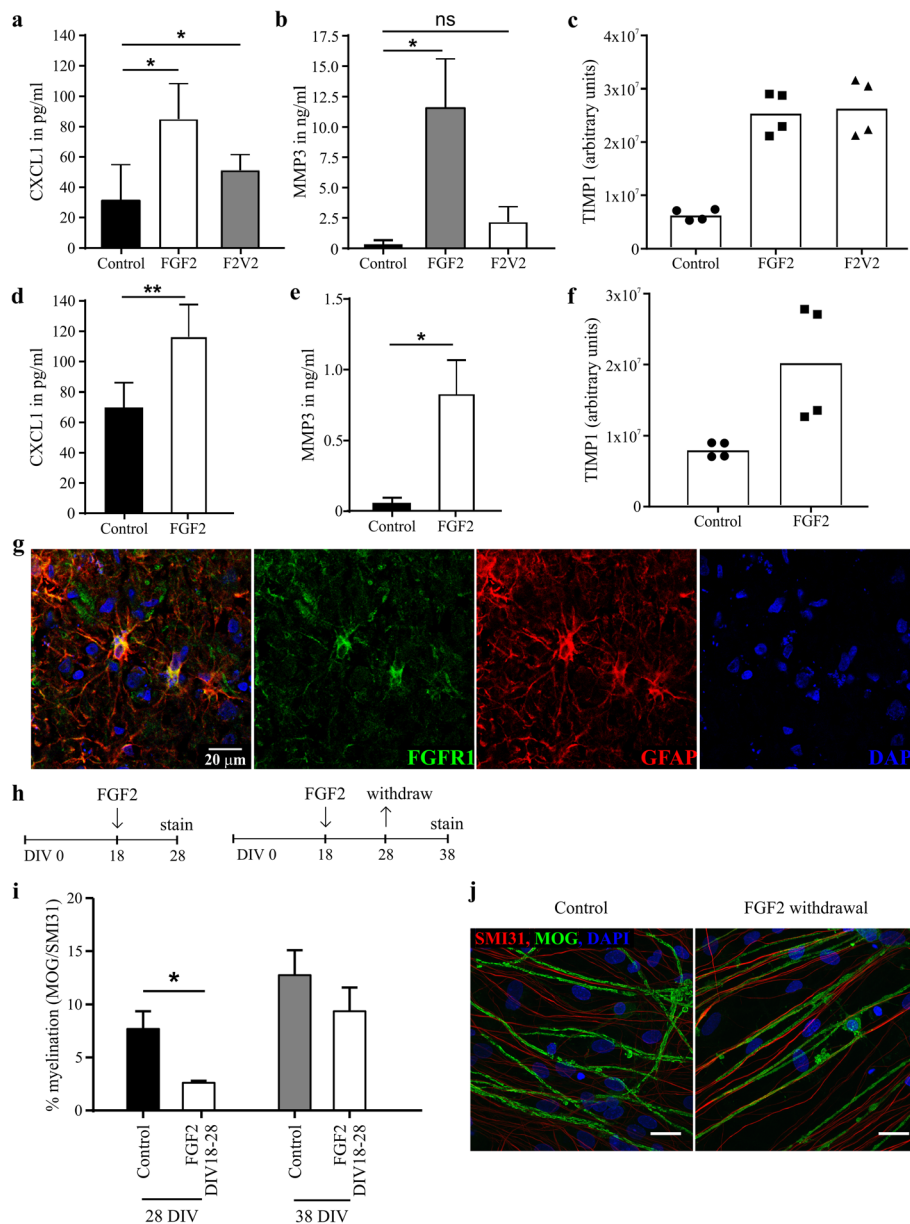 a
CXCL1 in pg/ml
140
120
100
80
60
40
20
0
*
*
Control FGF2 F2V2
b
MMP3 in ng/ml
17.5
15.0
12.5
10.0
7.5
5.0
2.5
0
ns
*
Control FGF2 F2V2
c
TIMP1 (arbitrary units)
4x10⁷
3x10⁷
2x10⁷
1x10⁷
0
Control FGF2 F2V2
d
CXCL1 in pg/ml
140
120
100
80
60
40
20
0
**
Control FGF2
e
MMP3 in ng/ml
1.5
1.0
0.5
0
*
Control FGF2
f
TIMP1 (arbitrary units)
3x10⁷
2x10⁷
1x10⁷
0
Control FGF2
g
20 μm
FGFR1
GFAP
DAPI
h
FGF2
stain
DIV 0 18 28
FGF2 withdraw
stain
DIV 0 18 28 38
i
% myelination (MOG/SMI31)
20
15
10
5
0
*
Control
FGF2
DIV18-28
Control
FGF2
DIV18-28
28 DIV
38 DIV
j
Control
FGF2 withdrawal
SMI31, MOG, DAPI